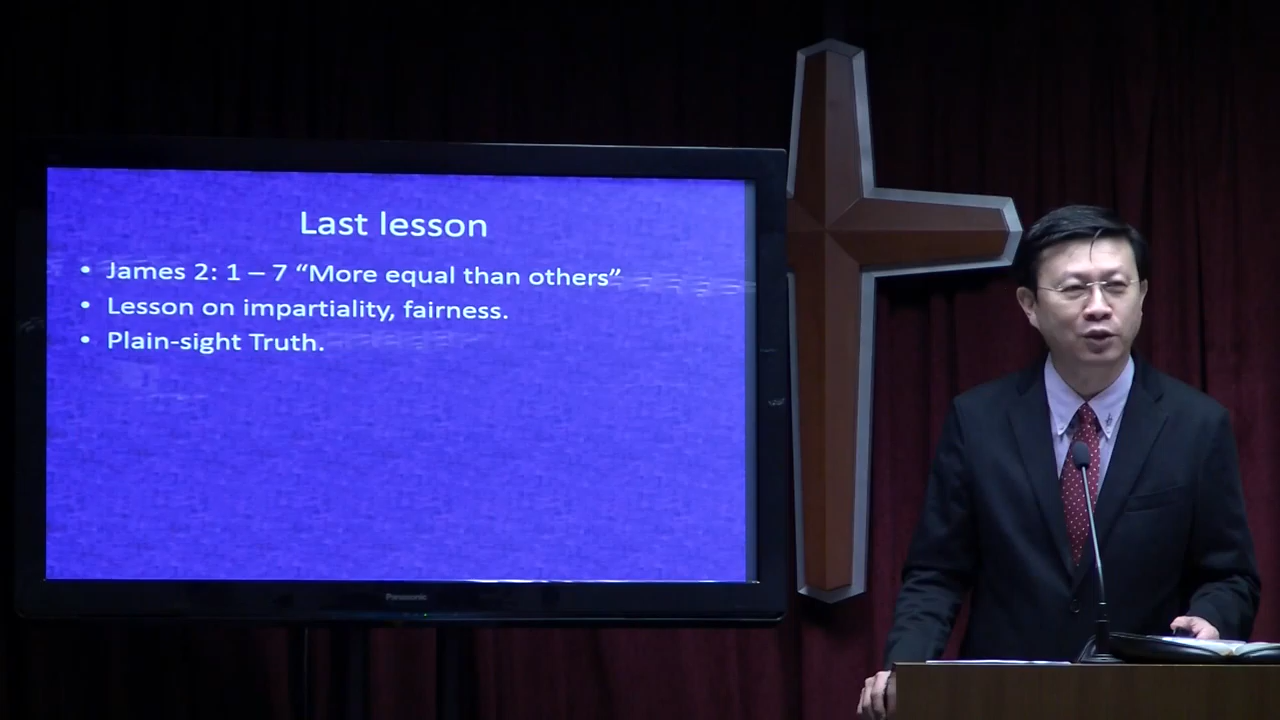 Last lesson
• James 2: 1 – 7 “More equal than others”
• Lesson on impartiality, fairness.
• Plain-sight Truth.
Panasonic